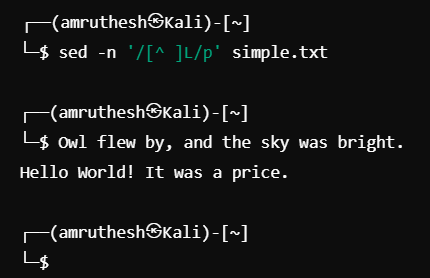 ┌──(amruthesh㉿Kali)-[~]
└─$ sed -n '/[^ ]L/p' simple.txt
┌──(amruthesh㉿Kali)-[~]
└─$ Owl flew by, and the sky was bright.
Hello World! It was a price.
┌──(amruthesh㉿Kali)-[~]
└─$